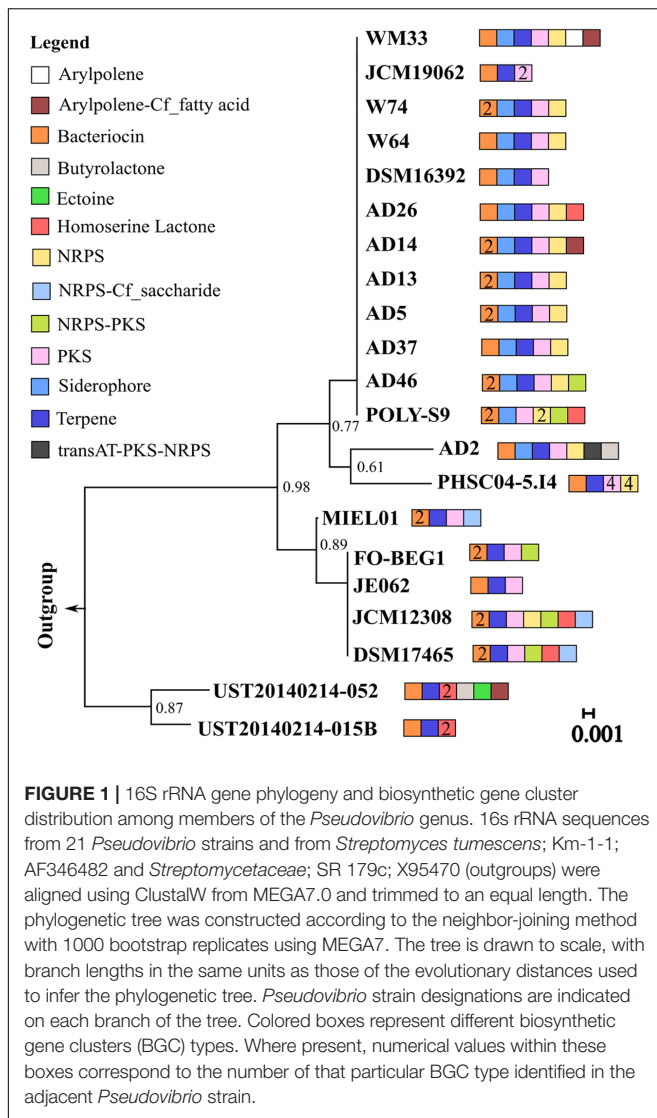 Legend
Arylpolene
Arylpolene-Cf_fatty acid
Bacteriocin
Butyrolactone
Ectoine
Homoserine Lactone
NRPS
NRPS-Cf_saccharide
NRPS-PKS
PKS
Siderophore
Terpene
transAT-PKS-NRPS
WM33
JCM19062
2
W74
2
W64
DSM16392
AD26
AD14
2
AD13
2
AD5
2
AD37
AD46
2
POLY-S9
2 2
0.77
AD2
0.61
PHSC04-5.I4
4 4
0.98
MIEL01
2
0.89
FO-BEG1
2
JE062
JCM12308
2
DSM17465
2
Outgroup
UST20140214-052
2
0.87
UST20140214-015B
2
0.001
FIGURE 1 | 16S rRNA gene phylogeny and biosynthetic gene cluster
distribution among members of the Pseudovibrio genus. 16s rRNA sequences
from 21 Pseudovibrio strains and from Streptomyces tumescens; Km-1-1;
AF346482 and Streptomycetaceae; SR 179c; X95470 (outgroups) were
aligned using ClustalW from MEGA7.0 and trimmed to an equal length. The
phylogenetic tree was constructed according to the neighbor-joining method
with 1000 bootstrap replicates using MEGA7. The tree is drawn to scale, with
branch lengths in the same units as those of the evolutionary distances used
to infer the phylogenetic tree. Pseudovibrio strain designations are indicated
on each branch of the tree. Colored boxes represent different biosynthetic
gene clusters (BGC) types. Where present, numerical values within these
boxes correspond to the number of that particular BGC type identified in the
adjacent Pseudovibrio strain.